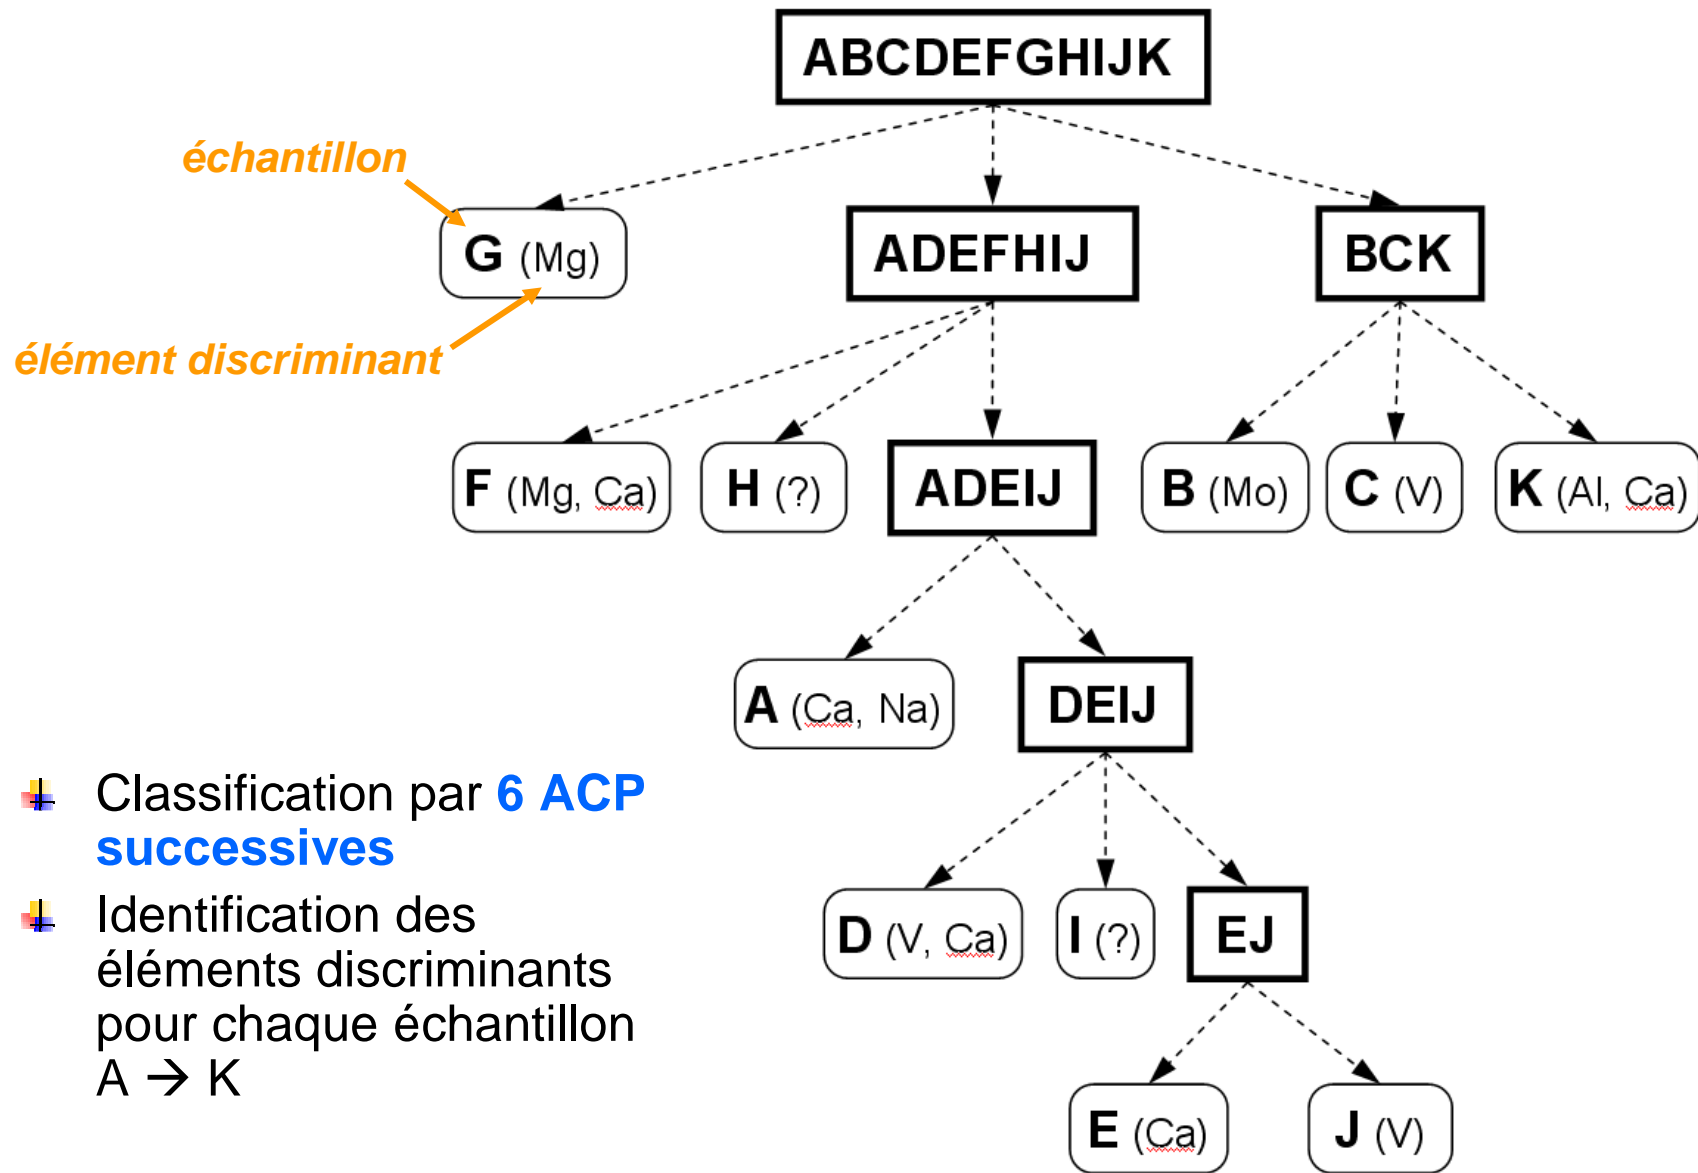 ABCDEFGHIJK
échantillon
G (Mg)
ADEFHIJ
BCK
élément discriminant
F (Mg, Ca)
H (?)
ADEIJ
B (Mo)
C (V)
K (Al, Ca)
A (Ca, Na)
DEIJ
Classification par 6 ACP
successives
Identification des
éléments discriminants
pour chaque échantillon
A → K
D (V, Ca)
I (?)
EJ
E (Ca)
J (V)